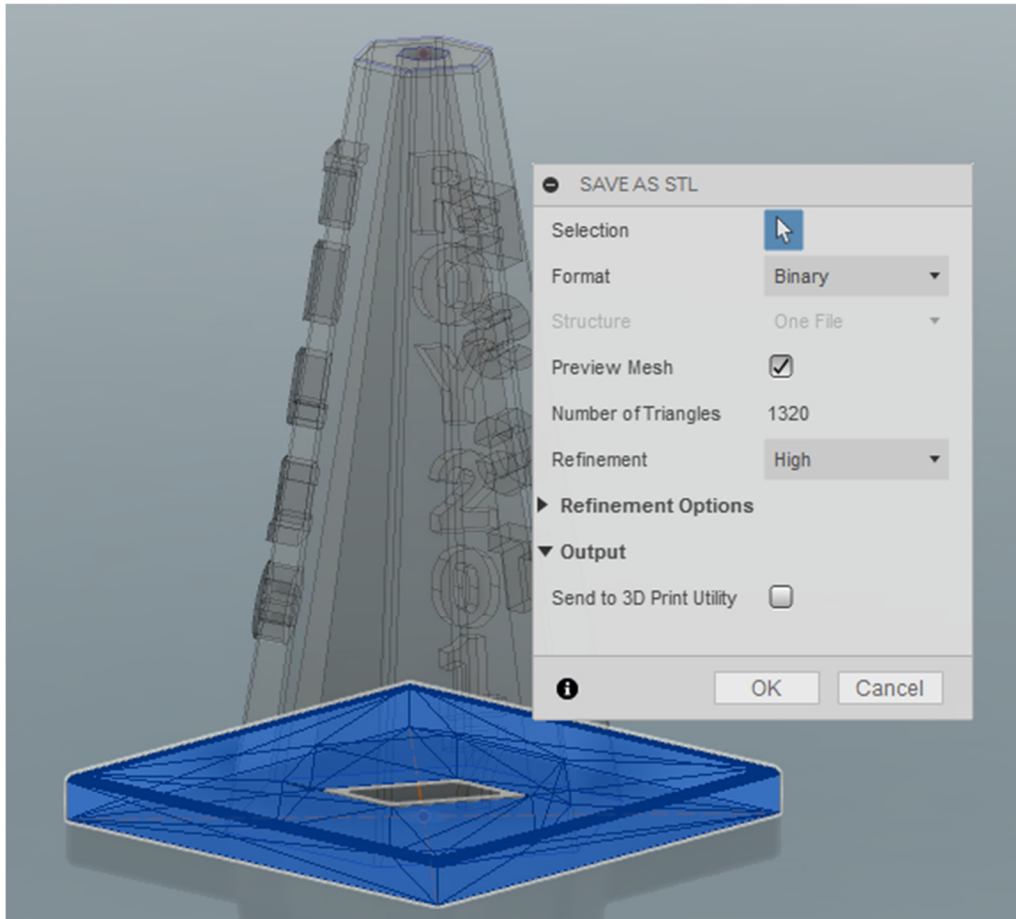 SAVE AS STL
Selection
Format Binary
Structure One File
Preview Mesh
Number of Triangles 1320
Refinement High
Refinement Options
Output
Send to 3D Print Utility
OK Cancel
ROY201